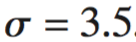 σ = 3.5.